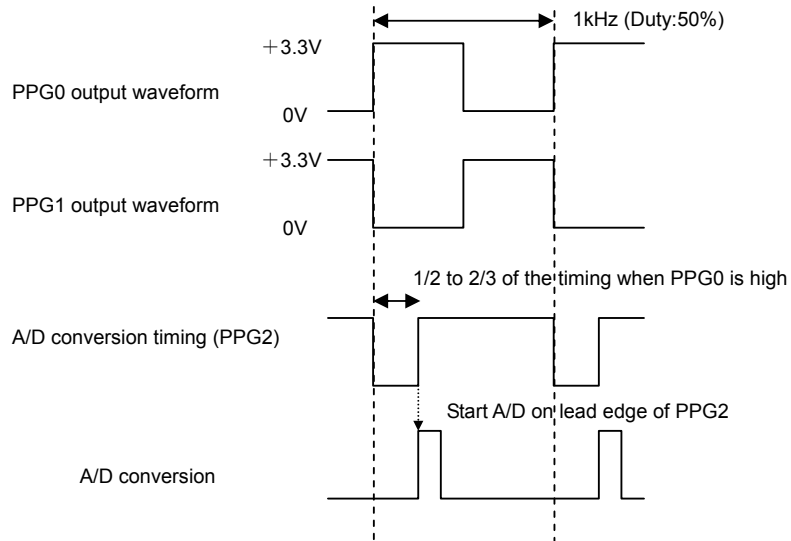 1kHz (Duty:50%)
＋3.3V
PPG0 output waveform
0V
＋3.3V
PPG1 output waveform
0V
1/2 to 2/3 of the timing when PPG0 is high
A/D conversion timing (PPG2)
Start A/D on lead edge of PPG2
A/D conversion